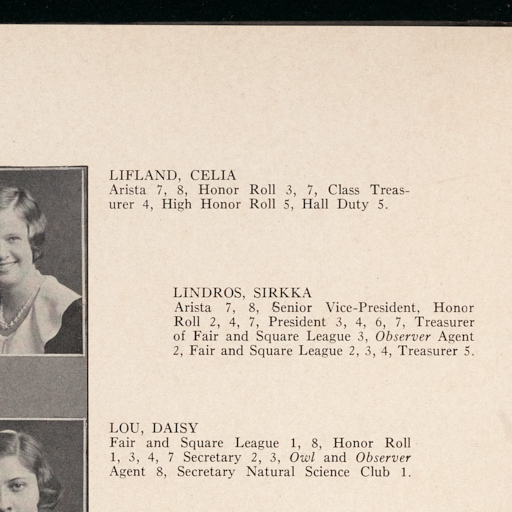 LIFLAND, CELIA
Arista 7, 8, Honor Roll 3, 7, Class Treas-
urer 4, High Honor Roll 5, Hall Duty 5.
LINDROS, SIRKKA
Arista 7, 8, Senior Vice-President, Honor
Roll 2, 4, 7, President 3, 4, 6, 7, Treasurer
of Fair and Square League 3, Observer Agent
2, Fair and Square League 2, 3, 4, Treasurer 5.
LOU, DAISY
Fair and Square League 1, 8, Honor Roll
1, 3, 4, 7 Secretary 2, 3, Owl and Observer
Agent 8, Secretary Natural Science Club 1.